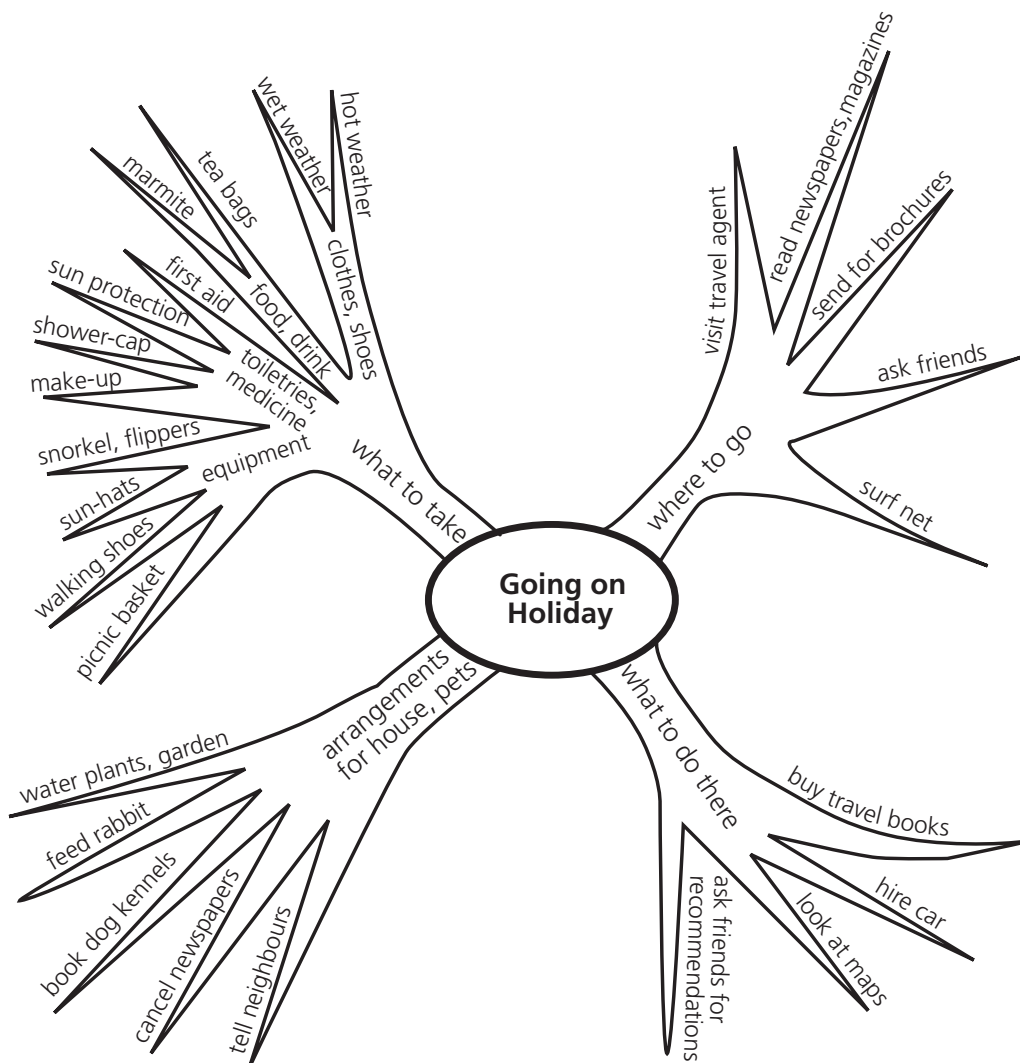 Going on
Holiday
what to take
clothes, shoes
wet weather
hot weather
food, drink
marmite
tea bags
toiletries,
medicine
first aid
sun protection
shower-cap
make-up
equipment
snorkel, flippers
sun-hats
walking shoes
picnic basket
where to go
visit travel agent
read newspapers,magazines
send for brochures
ask friends
surf net
what to do there
buy travel books
hire car
look at maps
ask friends for
recommendations
arrangements
for house, pets
water plants, garden
feed rabbit
book dog kennels
cancel newspapers
tell neighbours